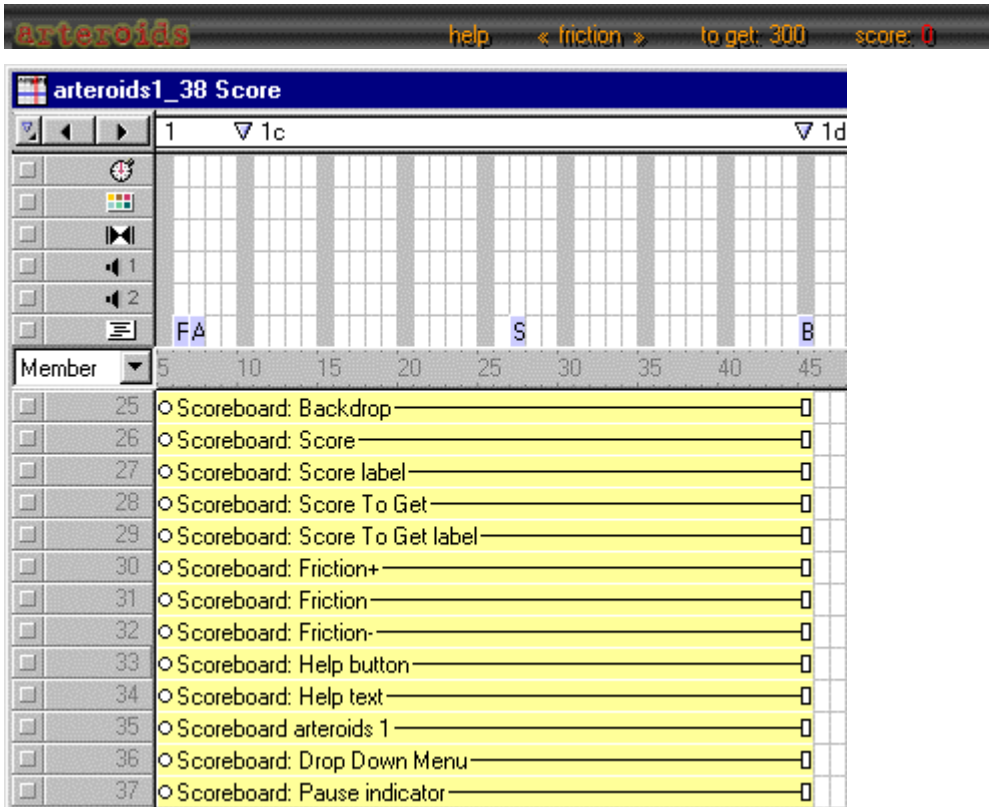 arteroids help « friction » to get: 300 score: 0
arteroids1_38 Score
1 1c 1d
1
2
F A S B
Member 5 10 15 20 25 30 35 40 45
25 Scoreboard: Backdrop
26 Scoreboard: Score
27 Scoreboard: Score label
28 Scoreboard: Score To Get
29 Scoreboard: Score To Get label
30 Scoreboard: Friction+
31 Scoreboard: Friction
32 Scoreboard: Friction-
33 Scoreboard: Help button
34 Scoreboard: Help text
35 Scoreboard arteroids 1
36 Scoreboard: Drop Down Menu
37 Scoreboard: Pause indicator